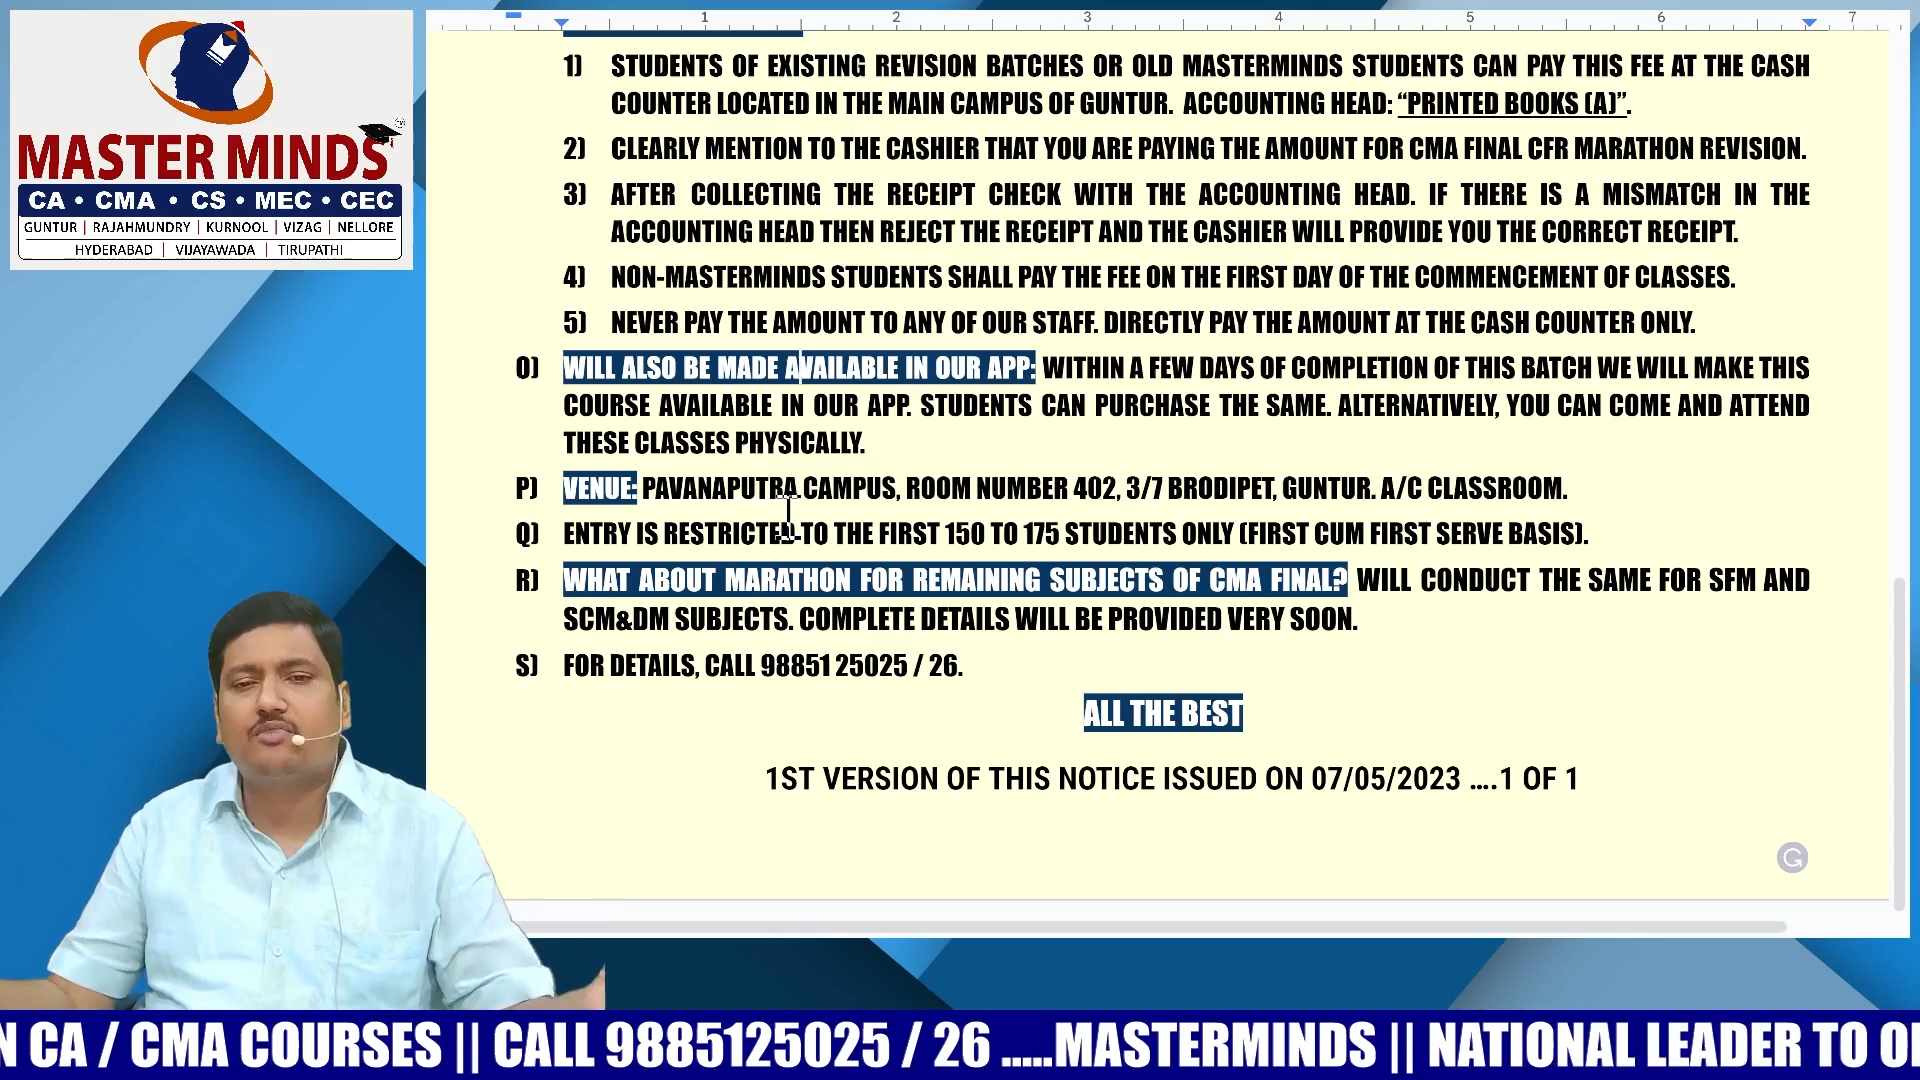 MASTER MINDS
CA • CMA • CS • MEC • CEC
GUNTUR | RAJAHMUNDRY | KURNOOL | VIZAG | NELLORE
HYDERABAD | VIJAYAWADA | TIRUPATHI
1 2 3 4 5 6 7
1) STUDENTS OF EXISTING REVISION BATCHES OR OLD MASTERMINDS STUDENTS CAN PAY THIS FEE AT THE CASH
COUNTER LOCATED IN THE MAIN CAMPUS OF GUNTUR. ACCOUNTING HEAD: “PRINTED BOOKS (A)”.
2) CLEARLY MENTION TO THE CASHIER THAT YOU ARE PAYING THE AMOUNT FOR CMA FINAL CFR MARATHON REVISION.
3) AFTER COLLECTING THE RECEIPT CHECK WITH THE ACCOUNTING HEAD. IF THERE IS A MISMATCH IN THE
ACCOUNTING HEAD THEN REJECT THE RECEIPT AND THE CASHIER WILL PROVIDE YOU THE CORRECT RECEIPT.
4) NON-MASTERMINDS STUDENTS SHALL PAY THE FEE ON THE FIRST DAY OF THE COMMENCEMENT OF CLASSES.
5) NEVER PAY THE AMOUNT TO ANY OF OUR STAFF. DIRECTLY PAY THE AMOUNT AT THE CASH COUNTER ONLY.
O) WILL ALSO BE MADE AVAILABLE IN OUR APP: WITHIN A FEW DAYS OF COMPLETION OF THIS BATCH WE WILL MAKE THIS
COURSE AVAILABLE IN OUR APP. STUDENTS CAN PURCHASE THE SAME. ALTERNATIVELY, YOU CAN COME AND ATTEND
THESE CLASSES PHYSICALLY.
P) VENUE: PAVANAPUTRA CAMPUS, ROOM NUMBER 402, 3/7 BRODIPET, GUNTUR. A/C CLASSROOM.
Q) ENTRY IS RESTRICTED TO THE FIRST 150 TO 175 STUDENTS ONLY (FIRST CUM FIRST SERVE BASIS).
R) WHAT ABOUT MARATHON FOR REMAINING SUBJECTS OF CMA FINAL? WILL CONDUCT THE SAME FOR SFM AND
SCM&DM SUBJECTS. COMPLETE DETAILS WILL BE PROVIDED VERY SOON.
S) FOR DETAILS, CALL 98851 25025 / 26.
ALL THE BEST
1ST VERSION OF THIS NOTICE ISSUED ON 07/05/2023 ....1 OF 1
N CA / CMA COURSES || CALL 9885125025 / 26 .....MASTERMINDS || NATIONAL LEADER TO